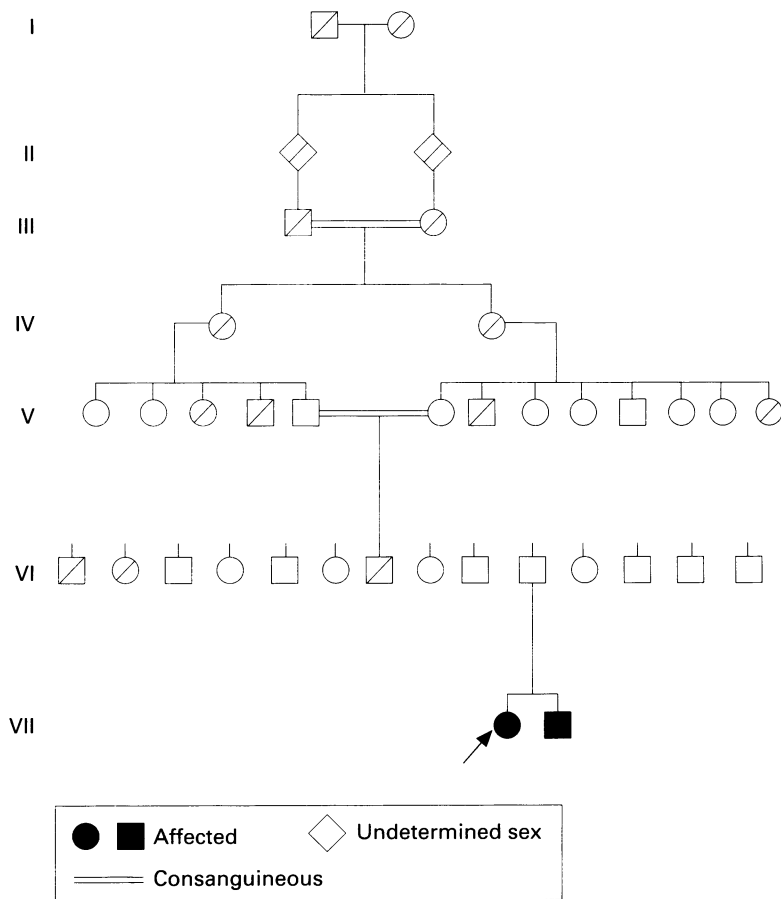 I
II
III
IV
V
VI
VII
Affected
Undetermined sex
Consanguineous